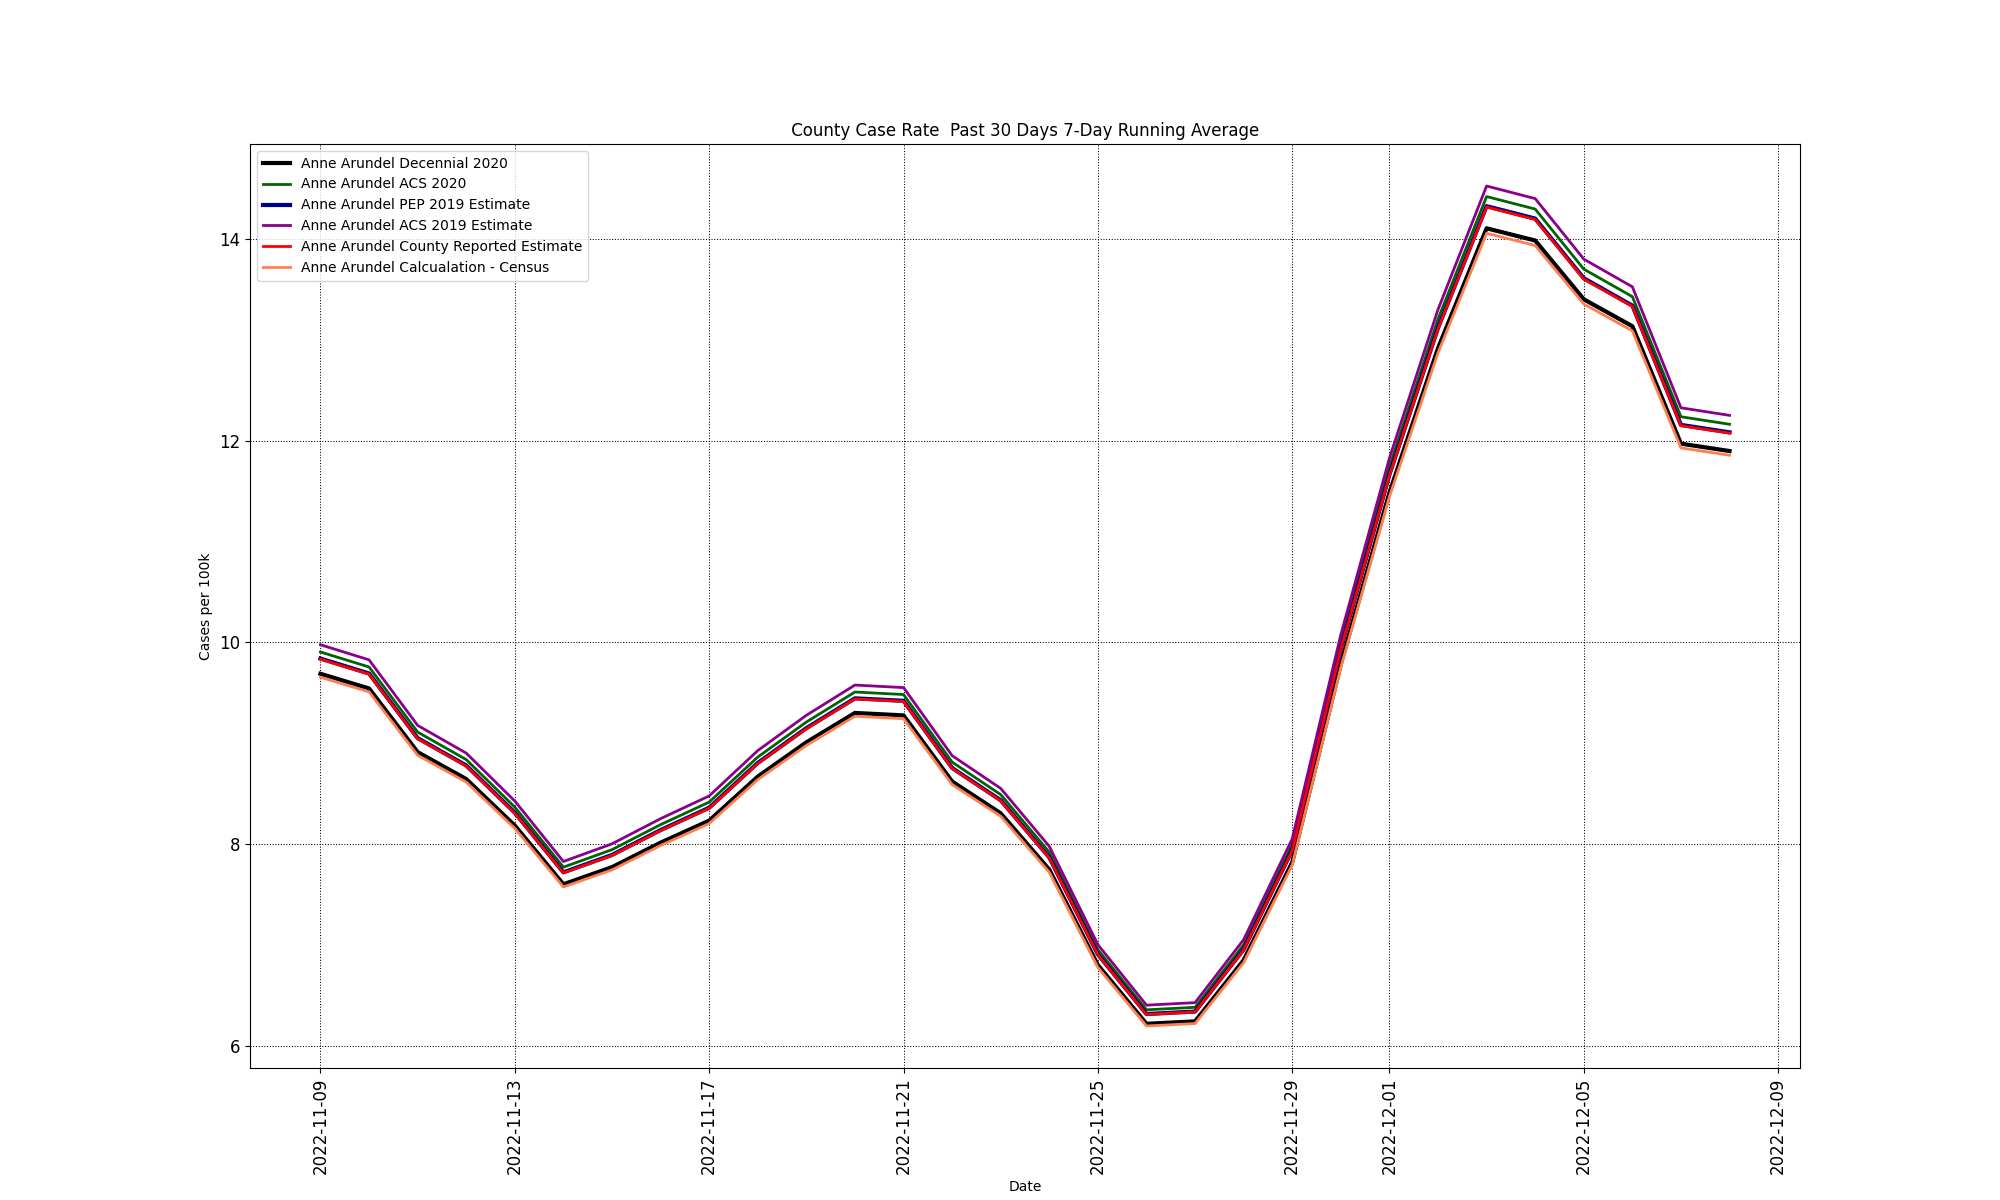 County Case Rate  Past 30 Days 7-Day Running Average
Anne Arundel Decennial 2020
Anne Arundel ACS 2020
Anne Arundel PEP 2019 Estimate
Anne Arundel ACS 2019 Estimate
Anne Arundel County Reported Estimate
Anne Arundel Calcualation - Census
Cases per 100k
14
12
10
8
6
2022-11-09
2022-11-13
2022-11-17
2022-11-21
2022-11-25
2022-11-29
2022-12-01
2022-12-05
2022-12-09
Date